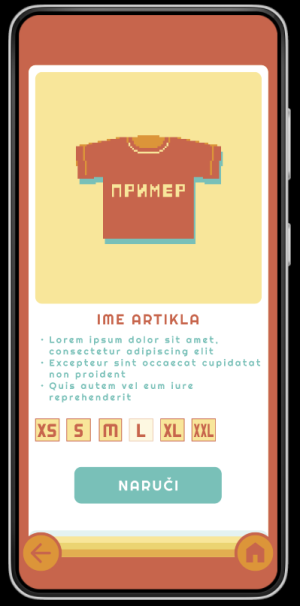 ПРИМЕР
IME ARTIKLA
• Lorem ipsum dolor sit amet,
consectetur adipiscing elit
• Excepteur sint occaecat cupidatat
non proident
• Quis autem vel eum iure
reprehenderit
XS S M L XL XXL
NARUČI